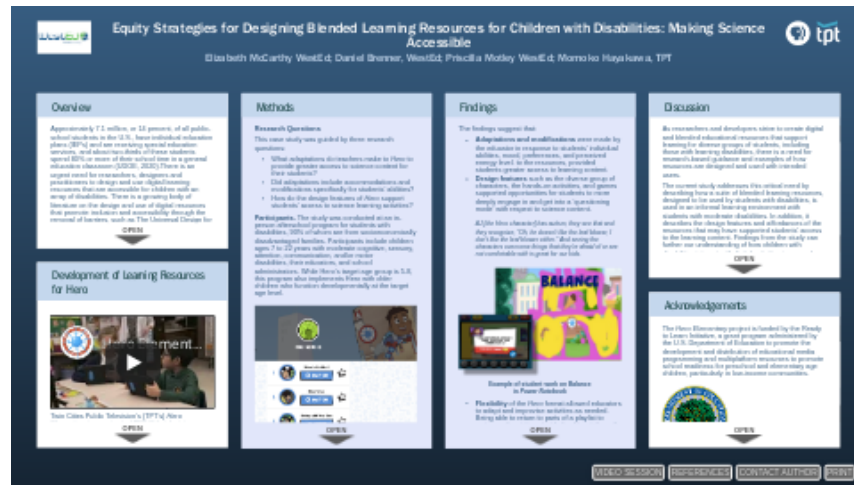 Equity Strategies for Designing Blended Learning Resources for Children with Disabilities: Making Science
Accessible
Elizabeth McCarthy WestEd; Daniel Brenner, WestEd; Priscilla Motley WestEd; Momoko Hayakawa, TPT
WestEd
tpt
Overview
Approximately 7.1 million, or 14 percent, of all public
school students in the U.S., have individual education
plans (IEP's) and are receiving special education
services, and about two thirds of these students
spend 80% or more of their school time in a general
education classroom (USDOE, 2020). There is an
urgent need for researchers, designers, and
practitioners to design and use digital learning
resources that are accessible for children with an
array of disabilities. There is a growing body of
literature on the design and use of digital resources
that promote inclusion and accessibility through the
removal of barriers, such as The Universal Design for
OPEN
Development of Learning Resources
for Hero
Hero Element...
Twin Cities Public Television's (TPT's) Hero
OPEN
Methods
Research Questions
This case study was guided by three research
questions:
What adaptations do teachers make to Hero to
provide greater access to science content for
their students?
Did adaptations include accommodations and
modifications specifically for students' abilities?
How do the design features of Hero support
students' access to science learning activities?
Participants. The study was conducted at an in-
person afterschool program for students with
disabilities, 90% of whom are from socioeconomically
disadvantaged families. Participants include children
ages 7 to 22 with moderate cognitive, sensory,
attention, communication, and/or motor
disabilities, their educators, and school
administrators. While Hero's target age group is 5-8,
this program also implements Hero with older
children who function developmentally at the target
age level.
OPEN
Findings
The findings suggest that:
Adaptations and modifications were made by
the educators in response to students' individual
abilities, mood, preferences, and perceived
energy level to the resources, provided
students greater access to learning content.
Design features such as the diverse group of
characters, the hands-on activities, and games
supported opportunities for students to more
deeply engage in and get into a 'questioning
mode' with respect to science content.
BALANCE
Example of student work on Balance
in Power Notebook
Flexibility of the Hero format allowed educators
to adapt and improvise activities as needed.
Being able to return to parts of a playlist to
OPEN
Discussion
As researchers and developers strive to create digital
and blended educational resources that support
learning for diverse groups of students, including
those with learning disabilities, there is a need for
research-based guidance and examples of how
resources are designed and used with intended
users.
The current study addresses this critical need by
describing how a suite of blended learning resources,
designed to be used by students with disabilities, is
used in an informal learning environment with
students with moderate disabilities. In addition, it
describes the design features and affordances of the
resources that may have supported students' access
to the learning content. Findings from the study can
further our understanding of how children with
OPEN
Acknowledgements
The Hero Elementary project is funded by the Ready
to Learn Initiative, a grant program administered by
the U.S. Department of Education to promote the
development and distribution of educational media
programming and multiplatform resources to promote
school readiness for preschool and elementary age
children, particularly in low-income communities.
OPEN
VIDEO SESSION
REFERENCES
CONTACT AUTHOR
PRINT